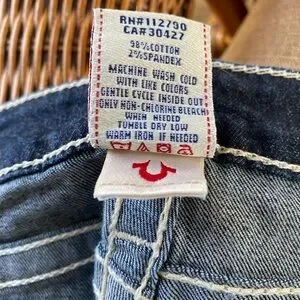 RN#112790
CA#30427
98%COTTON
2%SPANDEX
MACHINE WASH COLD
WITH LIKE COLORS
GENTLE CYCLE INSIDE OUT
ONLY NON-CHLORINE BLEACH
WHEN NEEDED
TUMBLE DRY LOW
WARM IRON IF NEEDED